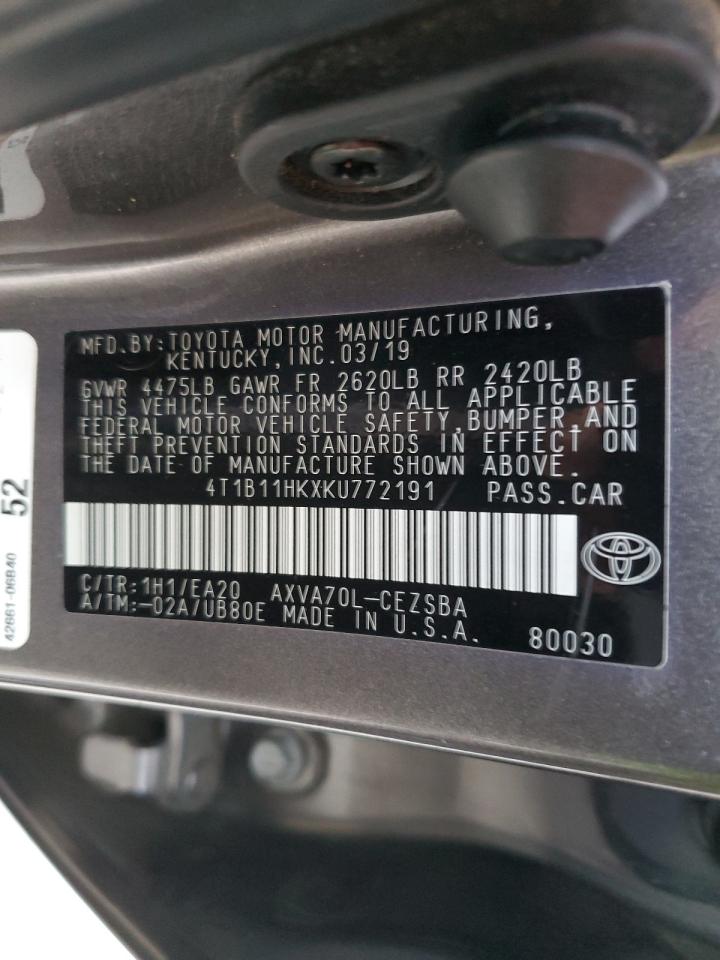 MFD.BY:TOYOTA MOTOR MANUFACTURING,
KENTUCKY,INC.03/19
GVWR 4475LB GAWR FR 2620LB RR 2420LB
THIS VEHICLE CONFORMS TO ALL APPLICABLE
FEDERAL MOTOR VEHICLE SAFETY,BUMPER,AND
THEFT PREVENTION STANDARDS IN EFFECT ON
THE DATE OF MANUFACTURE SHOWN ABOVE.
4T1B11HKXKU772191 PASS.CAR
C/TR:1H1/EA20 AXVA70L-CEZSBA
A/TM:-02A/UB80E MADE IN U.S.A. 80030
52
42661-06B40